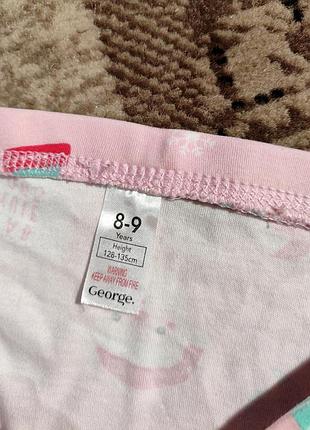 8-9
Years
Height
128-135cm
WARNING
KEEP AWAY FROM FIRE
George.